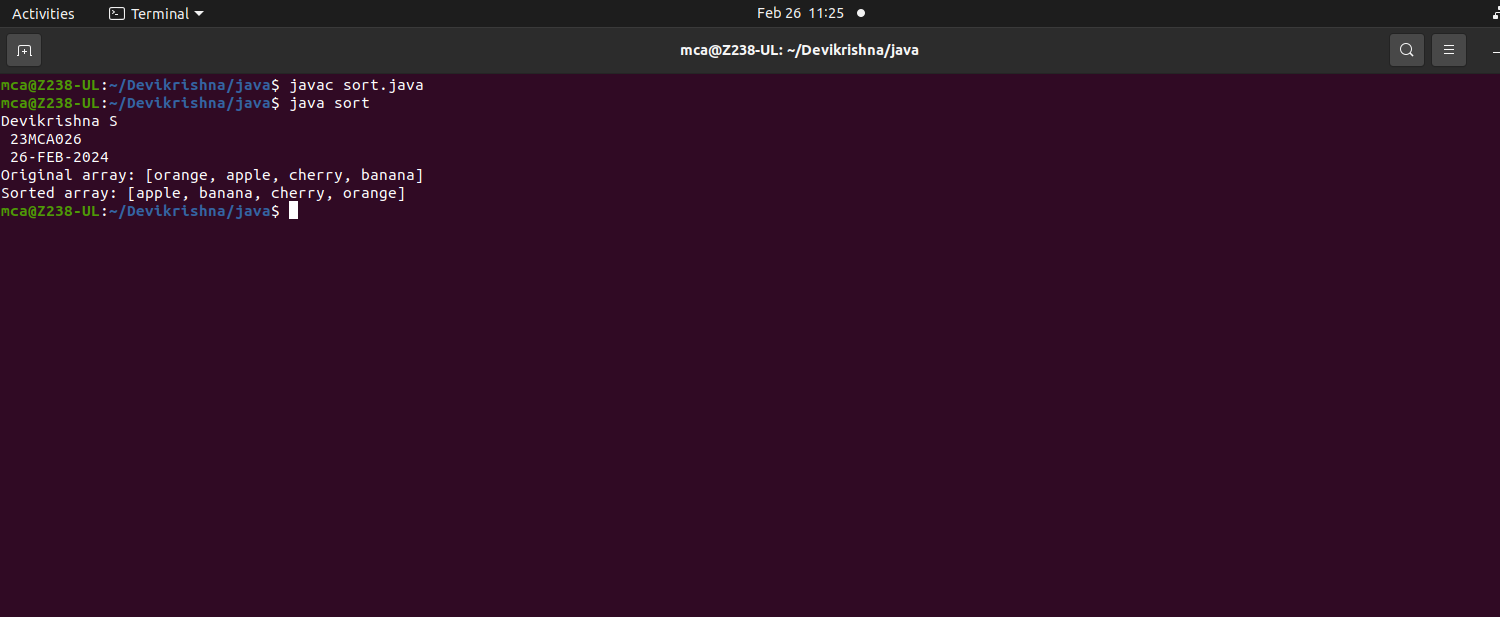 Activities Terminal Feb 26 11:25
mca@Z238-UL: ~/Devikrishna/java
mca@Z238-UL:~/Devikrishna/java$ javac sort.java
mca@Z238-UL:~/Devikrishna/java$ java sort
Devikrishna S
 23MCA026
 26-FEB-2024
Original array: [orange, apple, cherry, banana]
Sorted array: [apple, banana, cherry, orange]
mca@Z238-UL:~/Devikrishna/java$